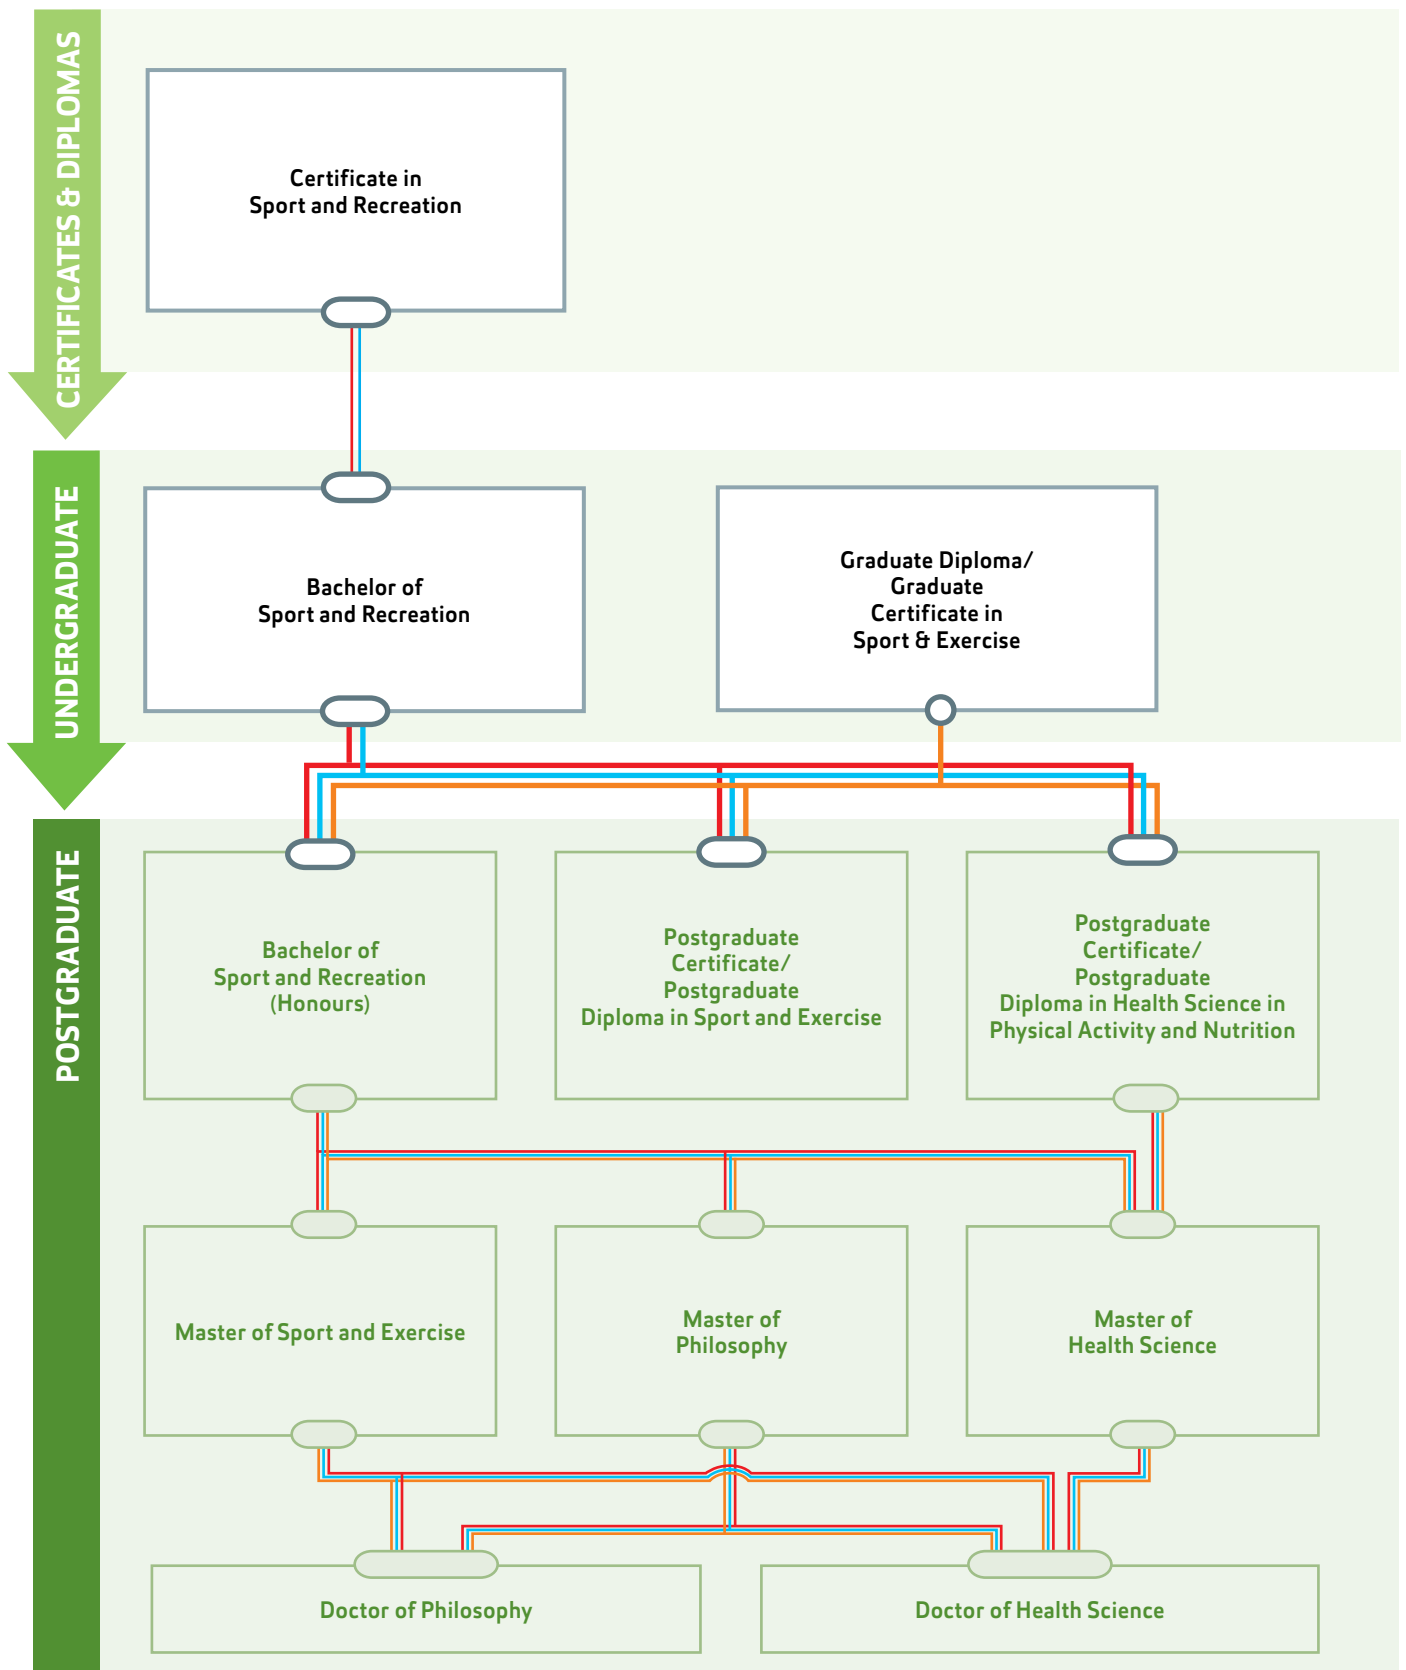 CERTIFICATES & DIPLOMAS
Certificate in
Sport and Recreation
UNDERGRADUATE
Bachelor of
Sport and Recreation
Graduate Diploma/
Graduate
Certificate in
Sport & Exercise
POSTGRADUATE
Bachelor of
Sport and Recreation
(Honours)
Postgraduate
Certificate/
Postgraduate
Diploma in Sport and Exercise
Postgraduate
Certificate/
Postgraduate
Diploma in Health Science in
Physical Activity and Nutrition
Master of Sport and Exercise
Master of
Philosophy
Master of
Health Science
Doctor of Philosophy
Doctor of Health Science